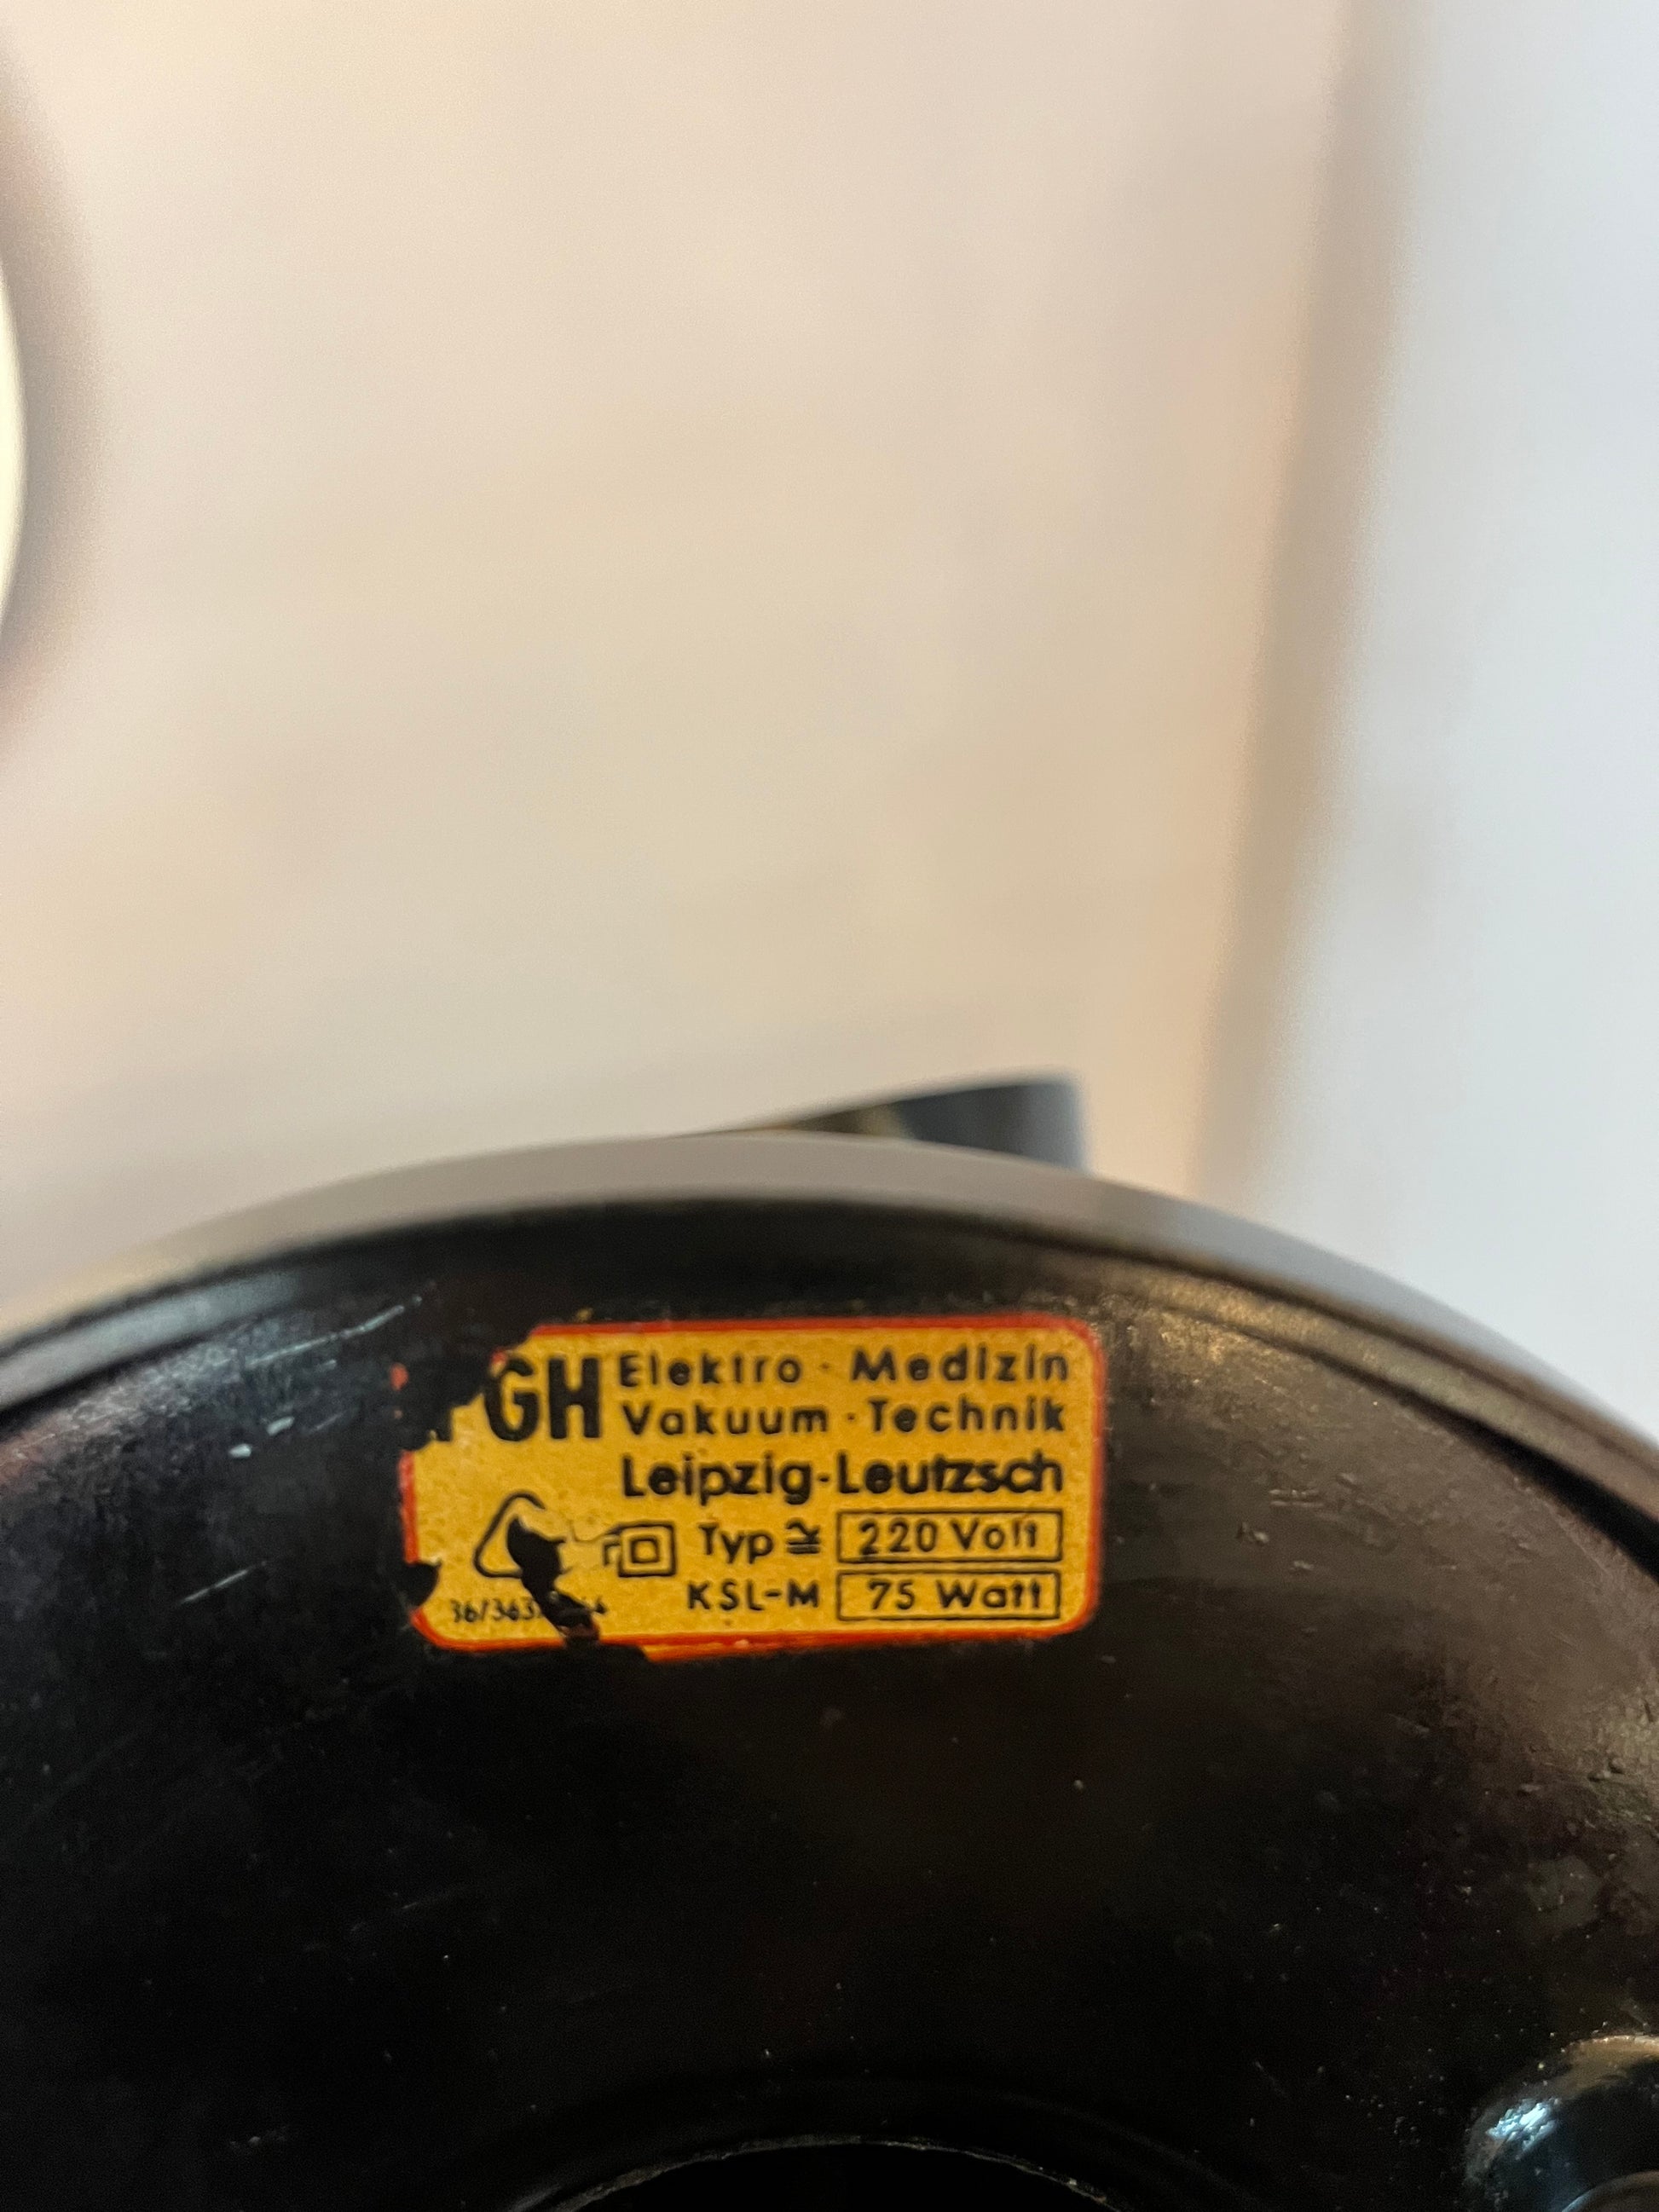 PGH Elektro · Medizin
Vakuum · Technik
Leipzig-Leutzsch
Typ ≅ 220 Volt
KSL-M 75 Watt